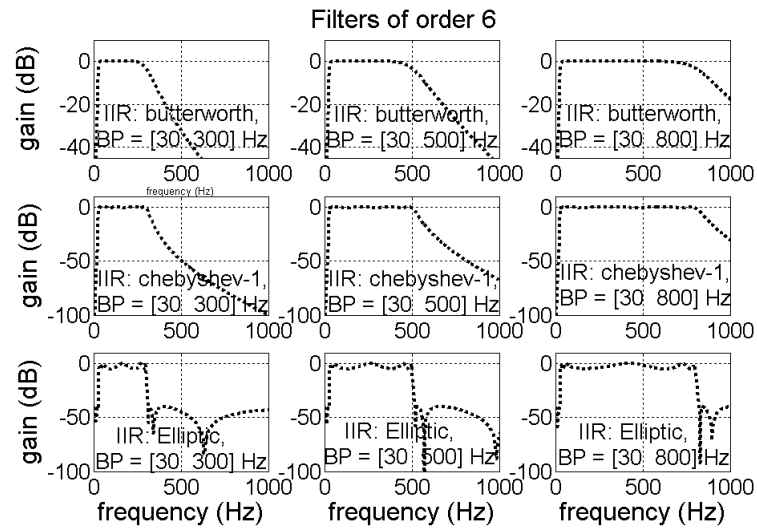 Filters of order 6
gain (dB)
0
-20
-40
IIR: butterworth,
BP = [30 300] Hz
0 500 1000
frequency (Hz)
IIR: butterworth,
BP = [30 500] Hz
0
-20
-40
0 500 1000
IIR: butterworth,
BP = [30 800] Hz
0
-20
-40
0 500 1000
gain (dB)
0
-50
-100
IIR: chebyshev-1,
BP = [30 300] Hz
0 500 1000
0
-50
-100
IIR: chebyshev-1,
BP = [30 500] Hz
0 500 1000
0
-50
-100
IIR: chebyshev-1,
BP = [30 800] Hz
0 500 1000
gain (dB)
0
-50
-100
IIR: Elliptic,
BP = [30 300] Hz
0 500 1000
frequency (Hz)
0
-50
-100
IIR: Elliptic,
BP = [30 500] Hz
0 500 1000
frequency (Hz)
0
-50
-100
IIR: Elliptic,
BP = [30 800] Hz
0 500 1000
frequency (Hz)